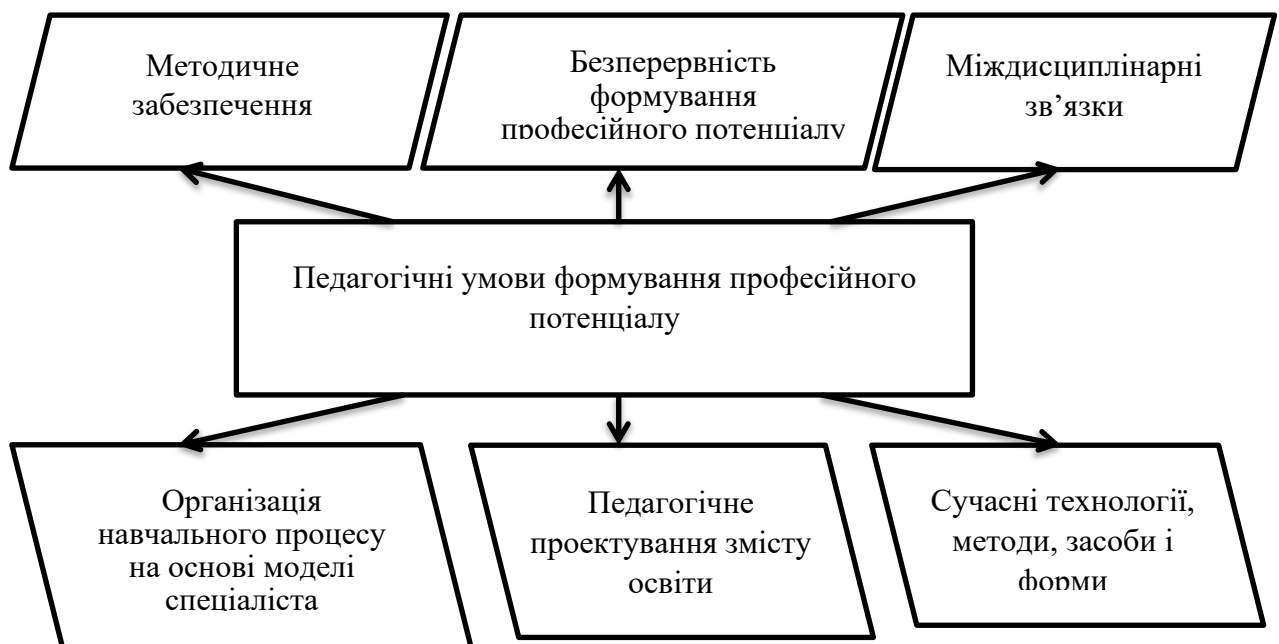 Методичне
забезпечення
Безперервність
формування
професійного потенціалу
Міждисциплінарні
зв’язки
Педагогічні умови формування професійного
потенціалу
Організація
навчального процесу
на основі моделі
спеціаліста
Педагогічне
проектування змісту
освіти
Сучасні технології,
методи, засоби і
форми